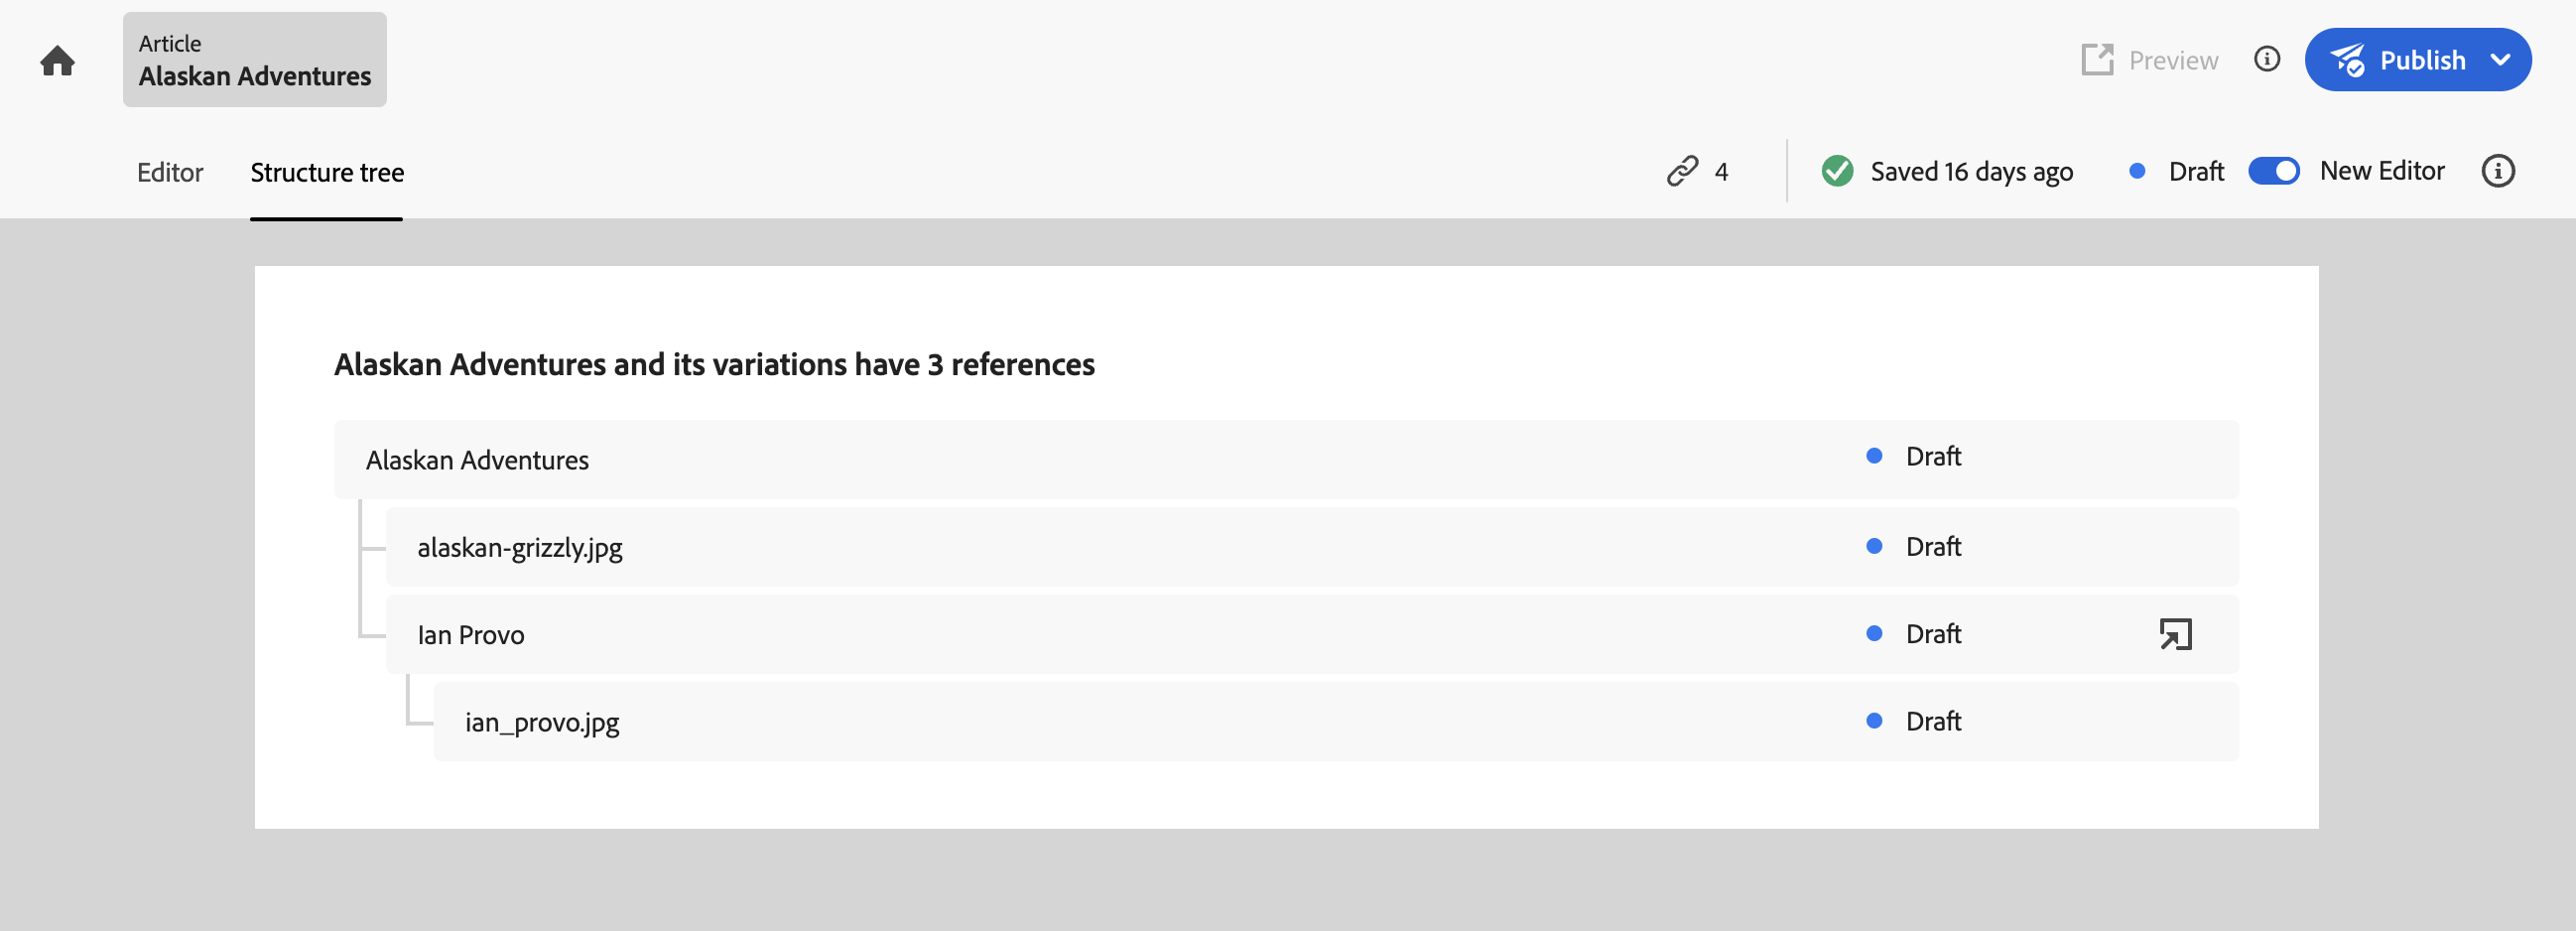 Article
Alaskan Adventures
Preview
Publish
Editor
Structure tree
4
Saved 16 days ago
Draft
New Editor
Alaskan Adventures and its variations have 3 references
Alaskan Adventures
Draft
alaskan-grizzly.jpg
Draft
Ian Provo
Draft
ian_provo.jpg
Draft